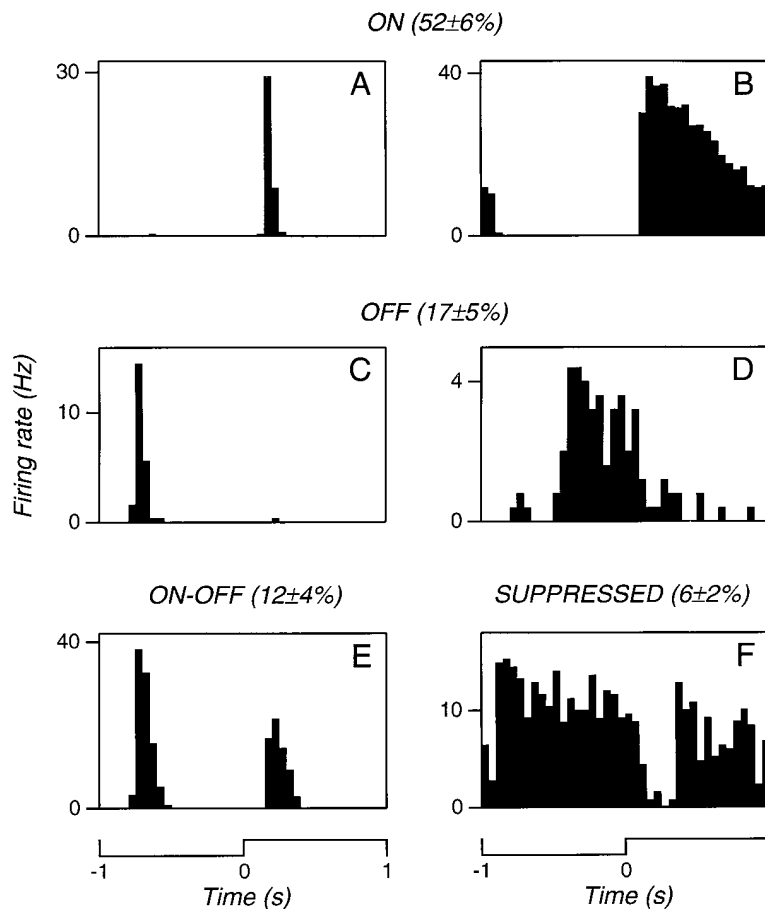 ON (52±6%)
A
30
0
B
40
0
OFF (17±5%)
Firing rate (Hz)
C
10
0
D
4
0
ON-OFF (12±4%)
SUPPRESSED (6±2%)
E
40
0
F
10
0
-1 0 1
Time (s)
-1 0 1
Time (s)